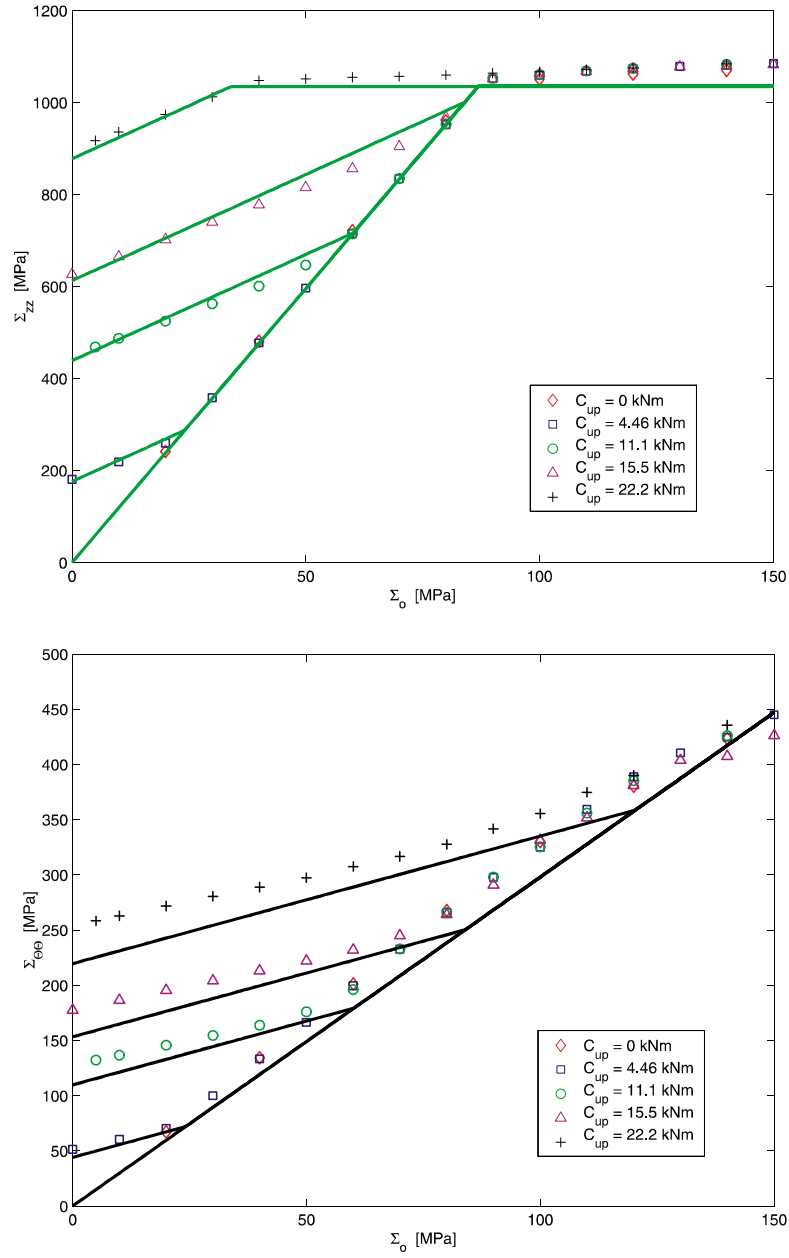 1200
1000
800
600
400
200
0
Σzz [MPa]
0
50
100
150
Σo [MPa]
Cup = 0 kNm
Cup = 4.46 kNm
Cup = 11.1 kNm
Cup = 15.5 kNm
Cup = 22.2 kNm
500
450
400
350
300
250
200
150
100
50
0
ΣΘΘ [MPa]
0
50
100
150
Σo [MPa]
Cup = 0 kNm
Cup = 4.46 kNm
Cup = 11.1 kNm
Cup = 15.5 kNm
Cup = 22.2 kNm